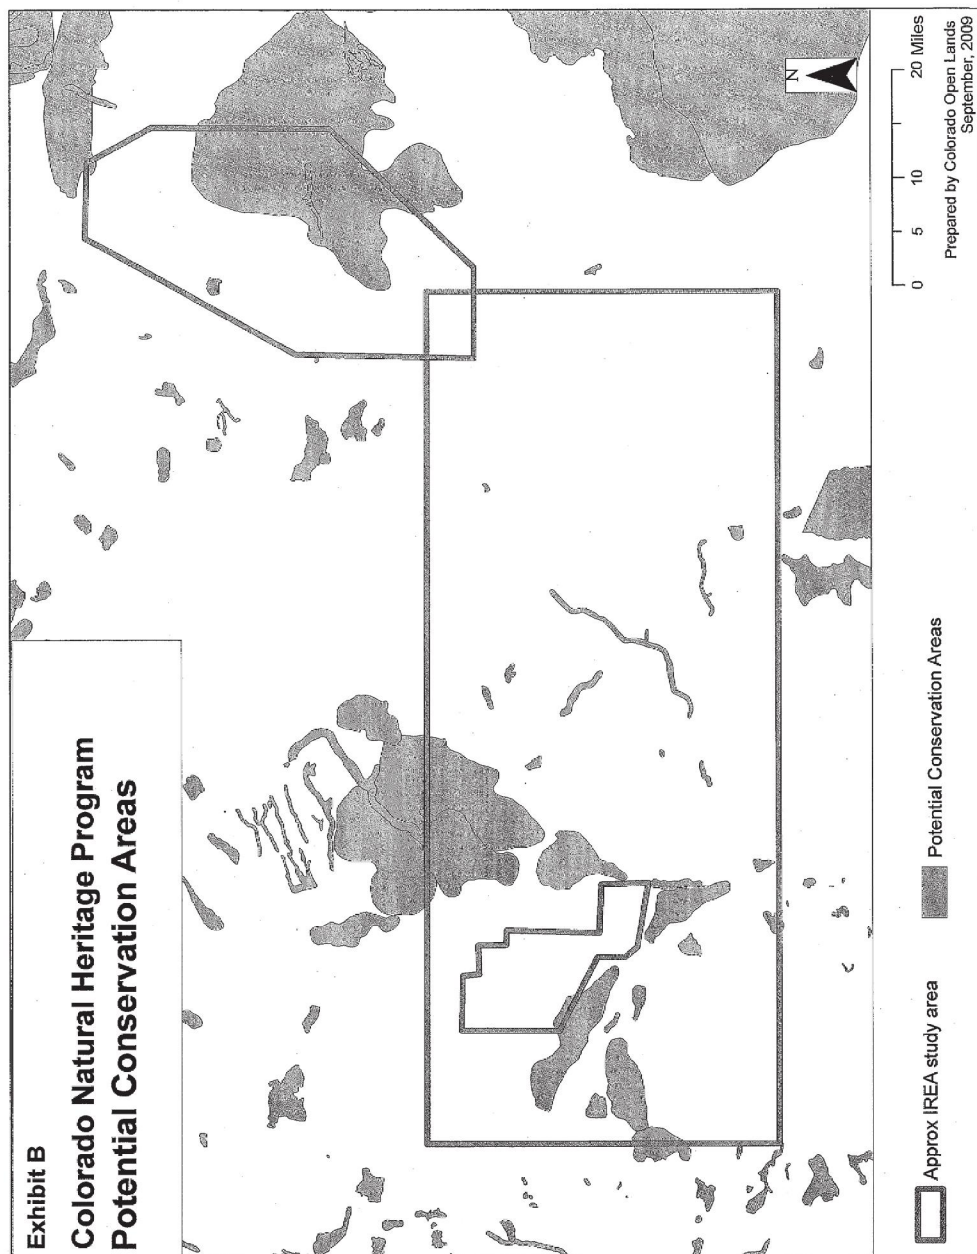 Exhibit B
Colorado Natural Heritage Program
Potential Conservation Areas
N
Approx IREA study area
Potential Conservation Areas
0 5 10 20 Miles
Prepared by Colorado Open Lands
September, 2009